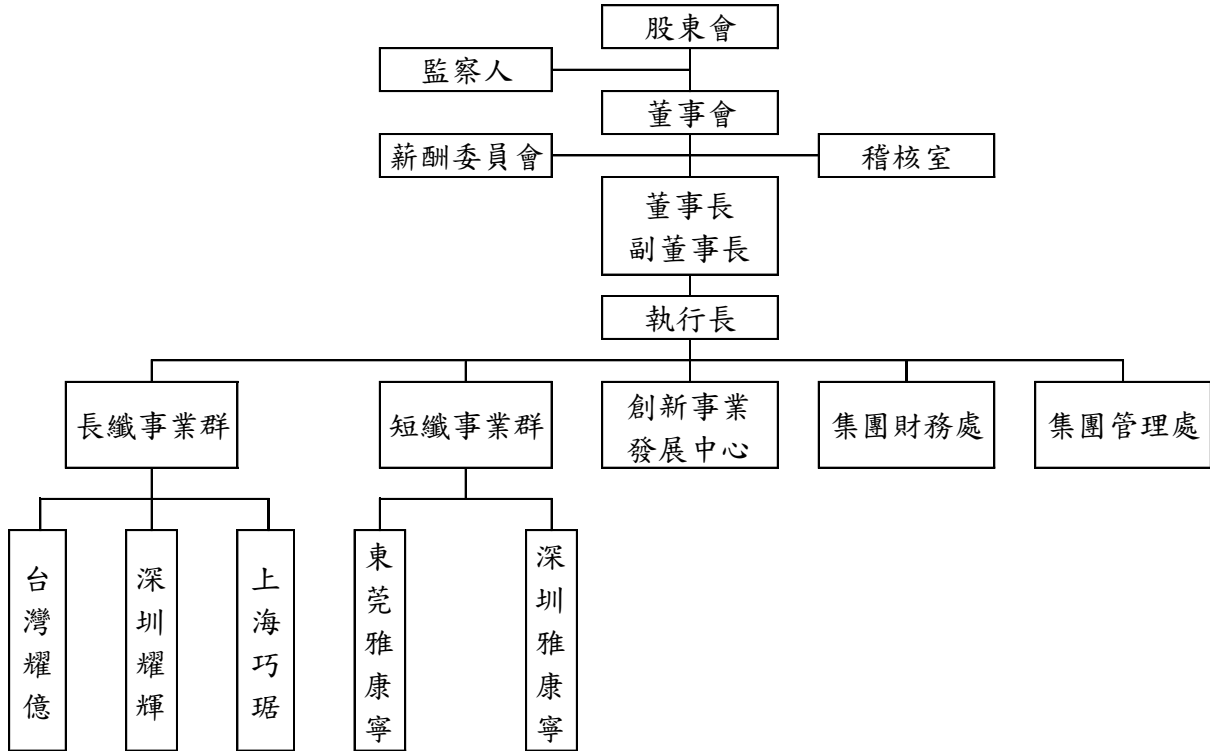 股東會
監察人
董事會
薪酬委員會
稽核室
董事長
副董事長
執行長
長纖事業群
短纖事業群
創新事業
發展中心
集團財務處
集團管理處
台灣耀億
深圳耀輝
上海巧琚
東莞雅康寧
深圳雅康寧